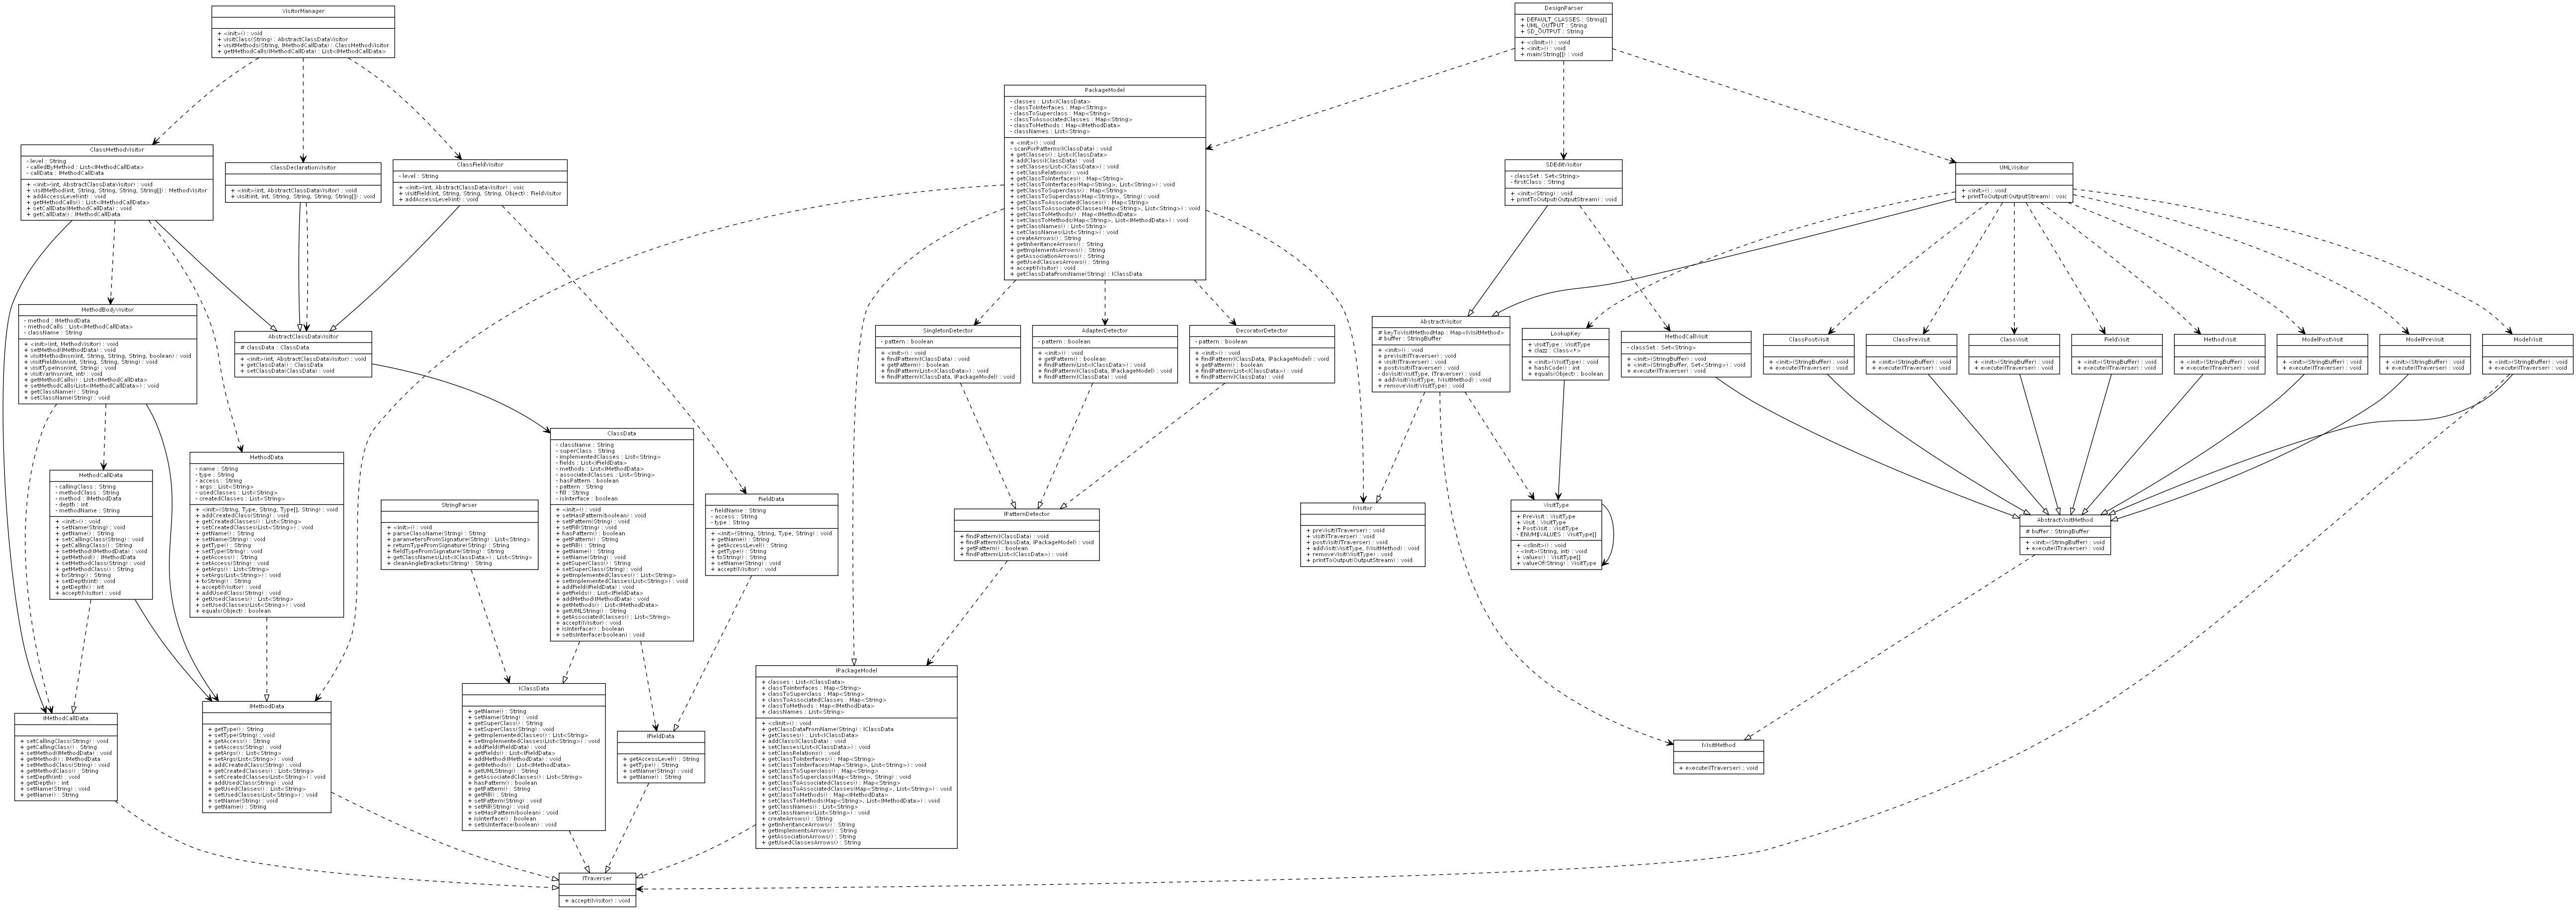 VisitorManager
+ <init>() : void
+ visitClass(String) : AbstractClassDataVisitor
+ visitMethods(String, IMethodCallData) : ClassMethodVisitor
+ getMethodCalls(IMethodCallData) : List<IMethodCallData>
DesignParser
+ DEFAULT_CLASSES : String[]
+ UML_OUTPUT : String
+ SD_OUTPUT : String
+ <clinit>() : void
+ <init>() : void
+ main(String[]) : void
PackageModel
- classes : List<IClassData>
- classToInterfaces : Map<String>
- classToSuperclass : Map<String>
- classToAssociatedClasses : Map<String>
- classToMethods : Map<IMethodData>
- classNames : List<String>
+ <init>() : void
- scanForPatterns(IClassData) : void
+ getClasses() : List<IClassData>
+ addClass(IClassData) : void
+ setClasses(List<IClassData>) : void
+ setClassRelations() : void
+ getClassToInterfaces() : Map<String>
+ setClassToInterfaces(Map<String>, List<String>) : void
+ getClassToSuperclass() : Map<String>
+ setClassToSuperclass(Map<String>, String) : void
+ getClassToAssociatedClasses() : Map<String>
+ setClassToAssociatedClasses(Map<String>, List<String>) : void
+ getClassToMethods() : Map<IMethodData>
+ setClassToMethods(Map<String>, List<IMethodData>) : void
+ getClassNames() : List<String>
+ setClassNames(List<String>) : void
+ createArrows() : String
+ getInheritanceArrows() : String
+ getImplementsArrows() : String
+ getAssociationArrows() : String
+ getUsedClassesArrows() : String
+ accept(IVisitor) : void
+ getClassDataFromName(String) : IClassData
ClassMethodVisitor
- level : String
- calledByMethod : List<IMethodCallData>
- callData : IMethodCallData
+ <init>(int, AbstractClassDataVisitor) : void
+ visitMethod(int, String, String, String, String[]) : MethodVisitor
+ addAccessLevel(int) : void
+ getMethodCalls() : List<IMethodCallData>
+ setCallData(IMethodCallData) : void
+ getCallData() : IMethodCallData
ClassDeclarationVisitor
+ <init>(int, AbstractClassDataVisitor) : void
+ visit(int, int, String, String, String, String[]) : void
ClassFieldVisitor
- level : String
+ <init>(int, AbstractClassDataVisitor) : void
+ visitField(int, String, String, String, Object) : FieldVisitor
+ addAccessLevel(int) : void
SDEditVisitor
- classSet : Set<String>
- firstClass : String
+ <init>(String) : void
+ printToOutput(OutputStream) : void
UMLVisitor
+ <init>() : void
+ printToOutput(OutputStream) : void
MethodBodyVisitor
- method : IMethodData
- methodCalls : List<IMethodCallData>
- className : String
+ <init>(int, MethodVisitor) : void
+ setMethod(IMethodData) : void
+ visitMethodInsn(int, String, String, String, boolean) : void
+ visitFieldInsn(int, String, String, String) : void
+ visitTypeInsn(int, String) : void
+ visitVarInsn(int, int) : void
+ getMethodCalls() : List<IMethodCallData>
+ setMethodCalls(List<IMethodCallData>) : void
+ getClassName() : String
+ setClassName(String) : void
AbstractClassDataVisitor
# classData : ClassData
+ <init>(int, AbstractClassDataVisitor) : void
+ getClassData() : ClassData
+ setClassData(ClassData) : void
SingletonDetector
- pattern : boolean
+ <init>() : void
+ findPattern(IClassData) : void
+ getPattern() : boolean
+ findPattern(List<IClassData>) : void
+ findPattern(IClassData, IPackageModel) : void
AdapterDetector
- pattern : boolean
+ <init>() : void
+ getPattern() : boolean
+ findPattern(List<IClassData>) : void
+ findPattern(IClassData, IPackageModel) : void
+ findPattern(IClassData) : void
DecoratorDetector
- pattern : boolean
+ <init>() : void
+ findPattern(IClassData, IPackageModel) : void
+ getPattern() : boolean
+ findPattern(List<IClassData>) : void
+ findPattern(IClassData) : void
AbstractVisitor
# keyToVisitMethodMap : Map<IVisitMethod>
# buffer : StringBuffer
+ <init>() : void
+ preVisit(ITraverser) : void
+ visit(ITraverser) : void
+ postVisit(ITraverser) : void
- doVisit(VisitType, ITraverser) : void
+ addVisit(VisitType, IVisitMethod) : void
+ removeVisit(VisitType) : void
LookupKey
+ visitType : VisitType
+ clazz : Class<*>
+ <init>(VisitType) : void
+ hashCode() : int
+ equals(Object) : boolean
MethodCallVisit
- classSet : Set<String>
+ <init>(StringBuffer) : void
+ <init>(StringBuffer, Set<String>) : void
+ execute(ITraverser) : void
ClassPostVisit
+ <init>(StringBuffer) : void
+ execute(ITraverser) : void
ClassPreVisit
+ <init>(StringBuffer) : void
+ execute(ITraverser) : void
ClassVisit
+ <init>(StringBuffer) : void
+ execute(ITraverser) : void
FieldVisit
+ <init>(StringBuffer) : void
+ execute(ITraverser) : void
MethodVisit
+ <init>(StringBuffer) : void
+ execute(ITraverser) : void
ModelPostVisit
+ <init>(StringBuffer) : void
+ execute(ITraverser) : void
ModelPreVisit
+ <init>(StringBuffer) : void
+ execute(ITraverser) : void
ModelVisit
+ <init>(StringBuffer) : void
+ execute(ITraverser) : void
MethodCallData
- callingClass : String
- methodClass : String
- method : IMethodData
- depth : int
- methodName : String
+ <init>() : void
+ setName(String) : void
+ getName() : String
+ setCallingClass(String) : void
+ getCallingClass() : String
+ setMethod(IMethodData) : void
+ getMethod() : IMethodData
+ setMethodClass(String) : void
+ getMethodClass() : String
+ toString() : String
+ setDepth(int) : void
+ getDepth() : int
+ accept(IVisitor) : void
MethodData
- name : String
- type : String
- access : String
- args : List<String>
- usedClasses : List<String>
- createdClasses : List<String>
+ <init>(String, Type, String, Type[], String) : void
+ addCreatedClass(String) : void
+ getCreatedClasses() : List<String>
+ setCreatedClasses(List<String>) : void
+ getName() : String
+ setName(String) : void
+ getType() : String
+ setType(String) : void
+ getAccess() : String
+ setAccess(String) : void
+ getArgs() : List<String>
+ setArgs(List<String>) : void
+ toString() : String
+ accept(IVisitor) : void
+ addUsedClass(String) : void
+ getUsedClasses() : List<String>
+ setUsedClasses(List<String>) : void
+ equals(Object) : boolean
StringParser
+ <init>() : void
+ parseClassName(String) : String
+ parametersFromSignature(String) : List<String>
+ returnTypeFromSignature(String) : String
+ fieldTypeFromSignature(String) : String
+ getClassNames(List<IClassData>) : List<String>
+ cleanAngleBrackets(String) : String
ClassData
- className : String
- superClass : String
- implementedClasses : List<String>
- fields : List<IFieldData>
- methods : List<IMethodData>
- associatedClasses : List<String>
- hasPattern : boolean
- pattern : String
- fill : String
- isInterface : boolean
+ <init>() : void
+ setHasPattern(boolean) : void
+ setPattern(String) : void
+ setFill(String) : void
+ hasPattern() : boolean
+ getPattern() : String
+ getFill() : String
+ getName() : String
+ setName(String) : void
+ getSuperClass() : String
+ setSuperClass(String) : void
+ getImplementedClasses() : List<String>
+ setImplementedClasses(List<String>) : void
+ addField(IFieldData) : void
+ getFields() : List<IFieldData>
+ addMethod(IMethodData) : void
+ getMethods() : List<IMethodData>
+ getUMLString() : String
+ getAssociatedClasses() : List<String>
+ accept(IVisitor) : void
+ isInterface() : boolean
+ setIsInterface(boolean) : void
FieldData
- fieldName : String
- access : String
- type : String
+ <init>(String, String, Type, String) : void
+ getName() : String
+ getAccessLevel() : String
+ getType() : String
+ toString() : String
+ setName(String) : void
+ accept(IVisitor) : void
IPatternDetector
+ findPattern(IClassData) : void
+ findPattern(IClassData, IPackageModel) : void
+ getPattern() : boolean
+ findPattern(List<IClassData>) : void
IVisitor
+ preVisit(ITraverser) : void
+ visit(ITraverser) : void
+ postVisit(ITraverser) : void
+ addVisit(VisitType, IVisitMethod) : void
+ removeVisit(VisitType) : void
+ printToOutput(OutputStream) : void
VisitType
+ PreVisit : VisitType
+ Visit : VisitType
+ PostVisit : VisitType
- ENUM$VALUES : VisitType[]
+ <clinit>() : void
- <init>(String, int) : void
+ values() : VisitType[]
+ valueOf(String) : VisitType
AbstractVisitMethod
# buffer : StringBuffer
+ <init>(StringBuffer) : void
+ execute(ITraverser) : void
IMethodCallData
+ setCallingClass(String) : void
+ getCallingClass() : String
+ setMethod(IMethodData) : void
+ getMethod() : IMethodData
+ setMethodClass(String) : void
+ getMethodClass() : String
+ setDepth(int) : void
+ getDepth() : int
+ setName(String) : void
+ getName() : String
IMethodData
+ getType() : String
+ setType(String) : void
+ getAccess() : String
+ setAccess(String) : void
+ getArgs() : List<String>
+ setArgs(List<String>) : void
+ addCreatedClass(String) : void
+ getCreatedClasses() : List<String>
+ setCreatedClasses(List<String>) : void
+ addUsedClass(String) : void
+ getUsedClasses() : List<String>
+ setUsedClasses(List<String>) : void
+ setName(String) : void
+ getName() : String
IClassData
+ getName() : String
+ setName(String) : void
+ getSuperClass() : String
+ setSuperClass(String) : void
+ getImplementedClasses() : List<String>
+ setImplementedClasses(List<String>) : void
+ addField(IFieldData) : void
+ getFields() : List<IFieldData>
+ addMethod(IMethodData) : void
+ getMethods() : List<IMethodData>
+ getUMLString() : String
+ getAssociatedClasses() : List<String>
+ hasPattern() : boolean
+ getPattern() : String
+ getFill() : String
+ setPattern(String) : void
+ setFill(String) : void
+ setHasPattern(boolean) : void
+ isInterface() : boolean
+ setIsInterface(boolean) : void
IFieldData
+ getAccessLevel() : String
+ getType() : String
+ setName(String) : void
+ getName() : String
IPackageModel
+ classes : List<IClassData>
+ classToInterfaces : Map<String>
+ classToSuperclass : Map<String>
+ classToAssociatedClasses : Map<String>
+ classToMethods : Map<IMethodData>
+ classNames : List<String>
+ <clinit>() : void
+ getClassDataFromName(String) : IClassData
+ getClasses() : List<IClassData>
+ addClass(IClassData) : void
+ setClasses(List<IClassData>) : void
+ setClassRelations() : void
+ getClassToInterfaces() : Map<String>
+ setClassToInterfaces(Map<String>, List<String>) : void
+ getClassToSuperclass() : Map<String>
+ setClassToSuperclass(Map<String>, String) : void
+ getClassToAssociatedClasses() : Map<String>
+ setClassToAssociatedClasses(Map<String>, List<String>) : void
+ getClassToMethods() : Map<IMethodData>
+ setClassToMethods(Map<String>, List<IMethodData>) : void
+ getClassNames() : List<String>
+ setClassNames(List<String>) : void
+ createArrows() : String
+ getInheritanceArrows() : String
+ getImplementsArrows() : String
+ getAssociationArrows() : String
+ getUsedClassesArrows() : String
IVisitMethod
+ execute(ITraverser) : void
ITraverser
+ accept(IVisitor) : void